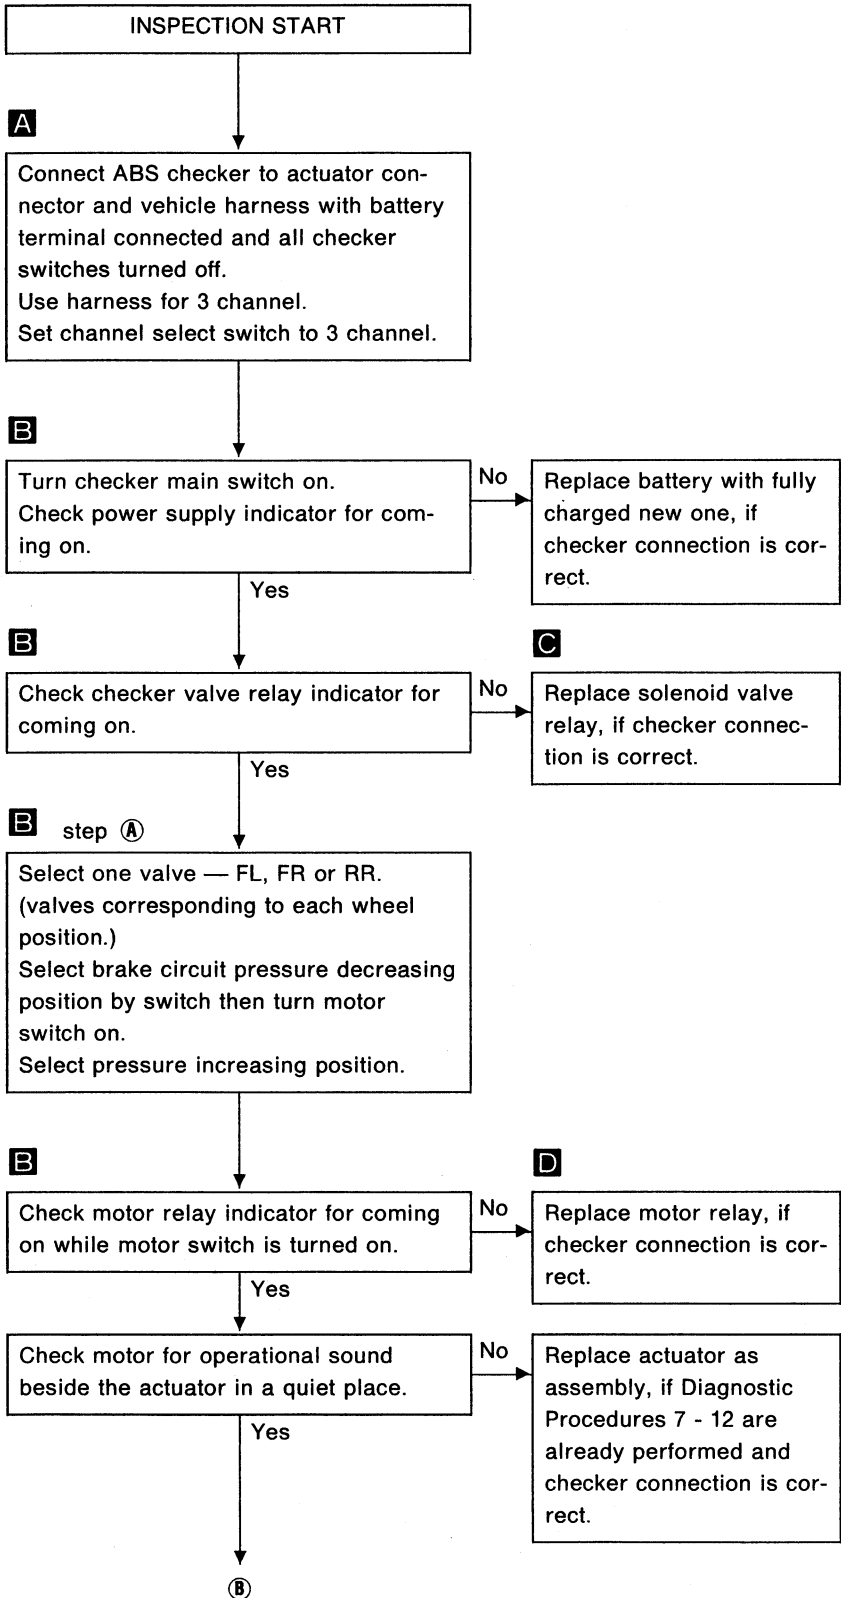 INSPECTION START
A
Connect ABS checker to actuator con-
nector and vehicle harness with battery
terminal connected and all checker
switches turned off.
Use harness for 3 channel.
Set channel select switch to 3 channel.
B
Turn checker main switch on.
Check power supply indicator for com-
ing on.
No
Replace battery with fully
charged new one, if
checker connection is cor-
rect.
Yes
B
Check checker valve relay indicator for
coming on.
No
C
Replace solenoid valve
relay, if checker connec-
tion is correct.
Yes
B step Ⓐ
Select one valve — FL, FR or RR.
(valves corresponding to each wheel
position.)
Select brake circuit pressure decreasing
position by switch then turn motor
switch on.
Select pressure increasing position.
B
Check motor relay indicator for coming
on while motor switch is turned on.
No
D
Replace motor relay, if
checker connection is cor-
rect.
Yes
Check motor for operational sound
beside the actuator in a quiet place.
No
Replace actuator as
assembly, if Diagnostic
Procedures 7 - 12 are
already performed and
checker connection is cor-
rect.
Yes
Ⓑ